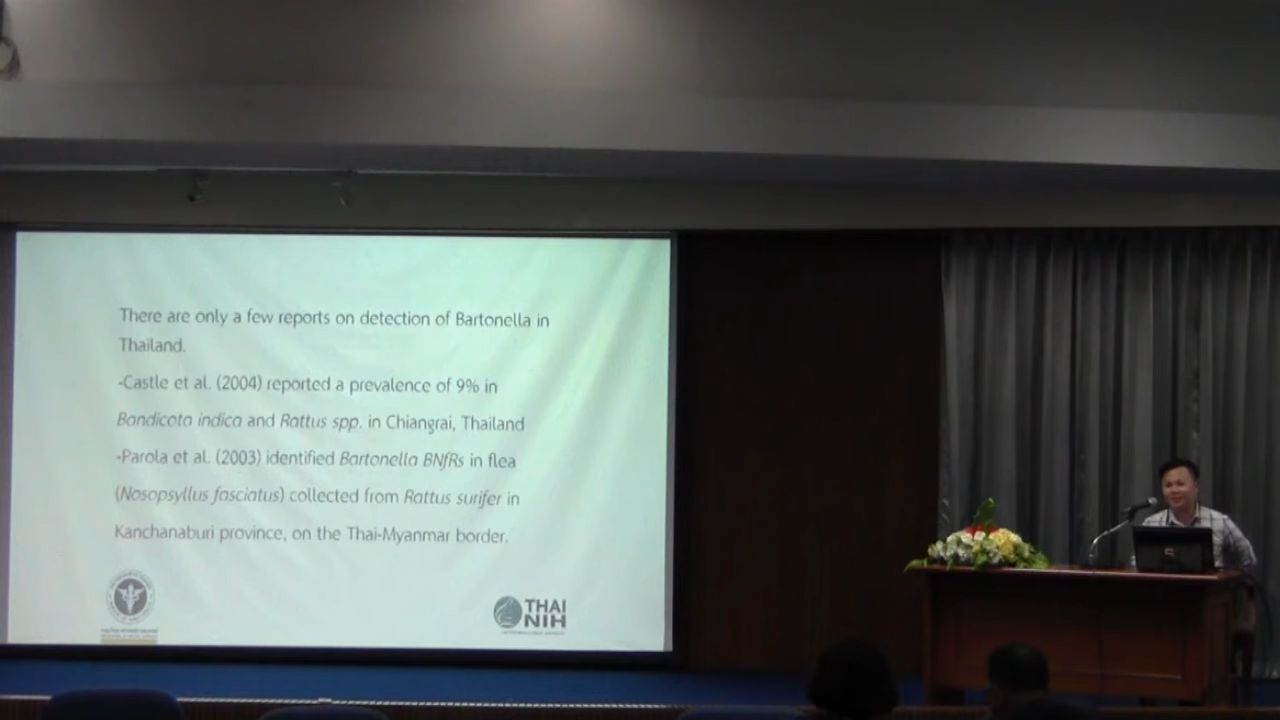 There are only a few reports on detection of Bartonella in
Thailand.
-Castle et al. (2004) reported a prevalence of 9% in
Bandicota indica and Rattus spp. in Chiangrai, Thailand
-Parola et al. (2003) identified Bartonella BNfRs in flea
(Nosopsyllus fasciatus) collected from Rattus surifer in
Kanchanaburi province, on the Thai-Myanmar border.
THAI
NIH